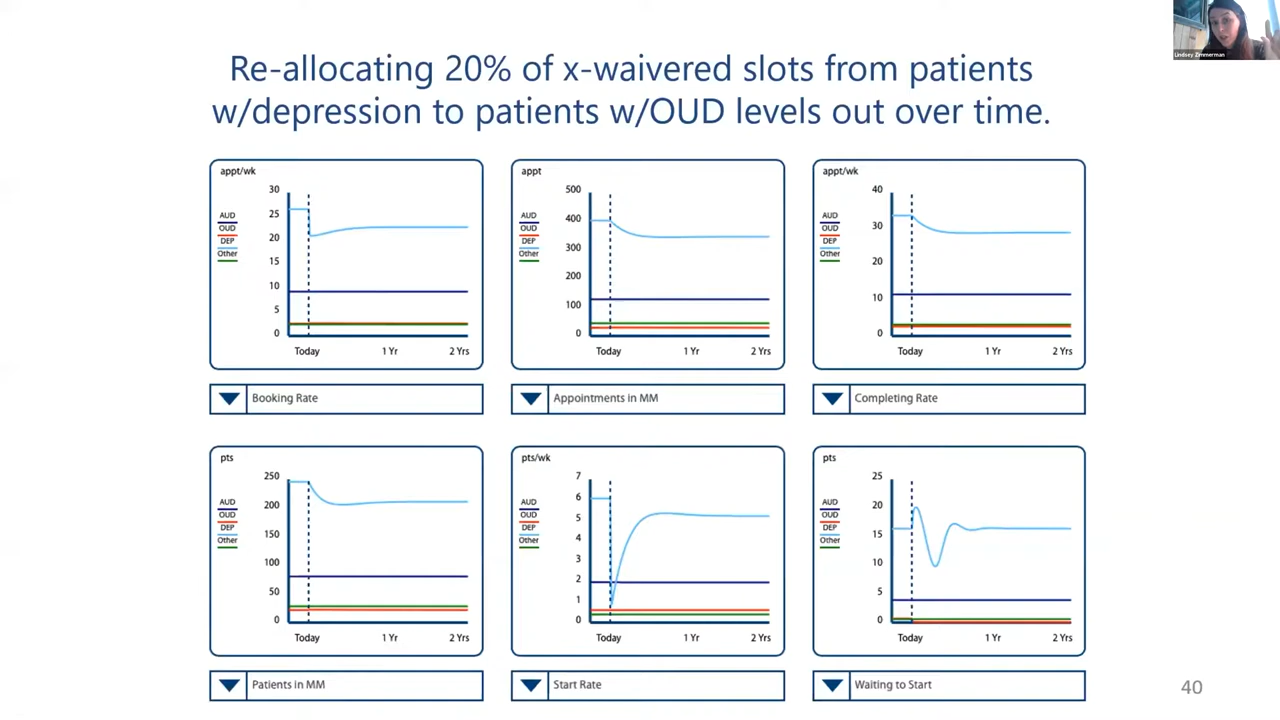 Lindsey Zimmerman
Re-allocating 20% of x-waivered slots from patients
w/depression to patients w/OUD levels out over time.
appt/wk
30
25
20
15
10
5
0
AUD
OUD
DEP
Other
Today
1 Yr
2 Yrs
Booking Rate
appt
500
400
300
200
100
0
AUD
OUD
DEP
Other
Today
1 Yr
2 Yrs
Appointments in MM
appt/wk
40
30
20
10
0
AUD
OUD
DEP
Other
Today
1 Yr
2 Yrs
Completing Rate
pts
250
200
150
100
50
0
AUD
OUD
DEP
Other
Today
1 Yr
2 Yrs
Patients in MM
pts/wk
7
6
5
4
3
2
1
0
AUD
OUD
DEP
Other
Today
1 Yr
2 Yrs
Start Rate
pts
25
20
15
10
5
0
AUD
OUD
DEP
Other
Today
1 Yr
2 Yrs
Waiting to Start
40